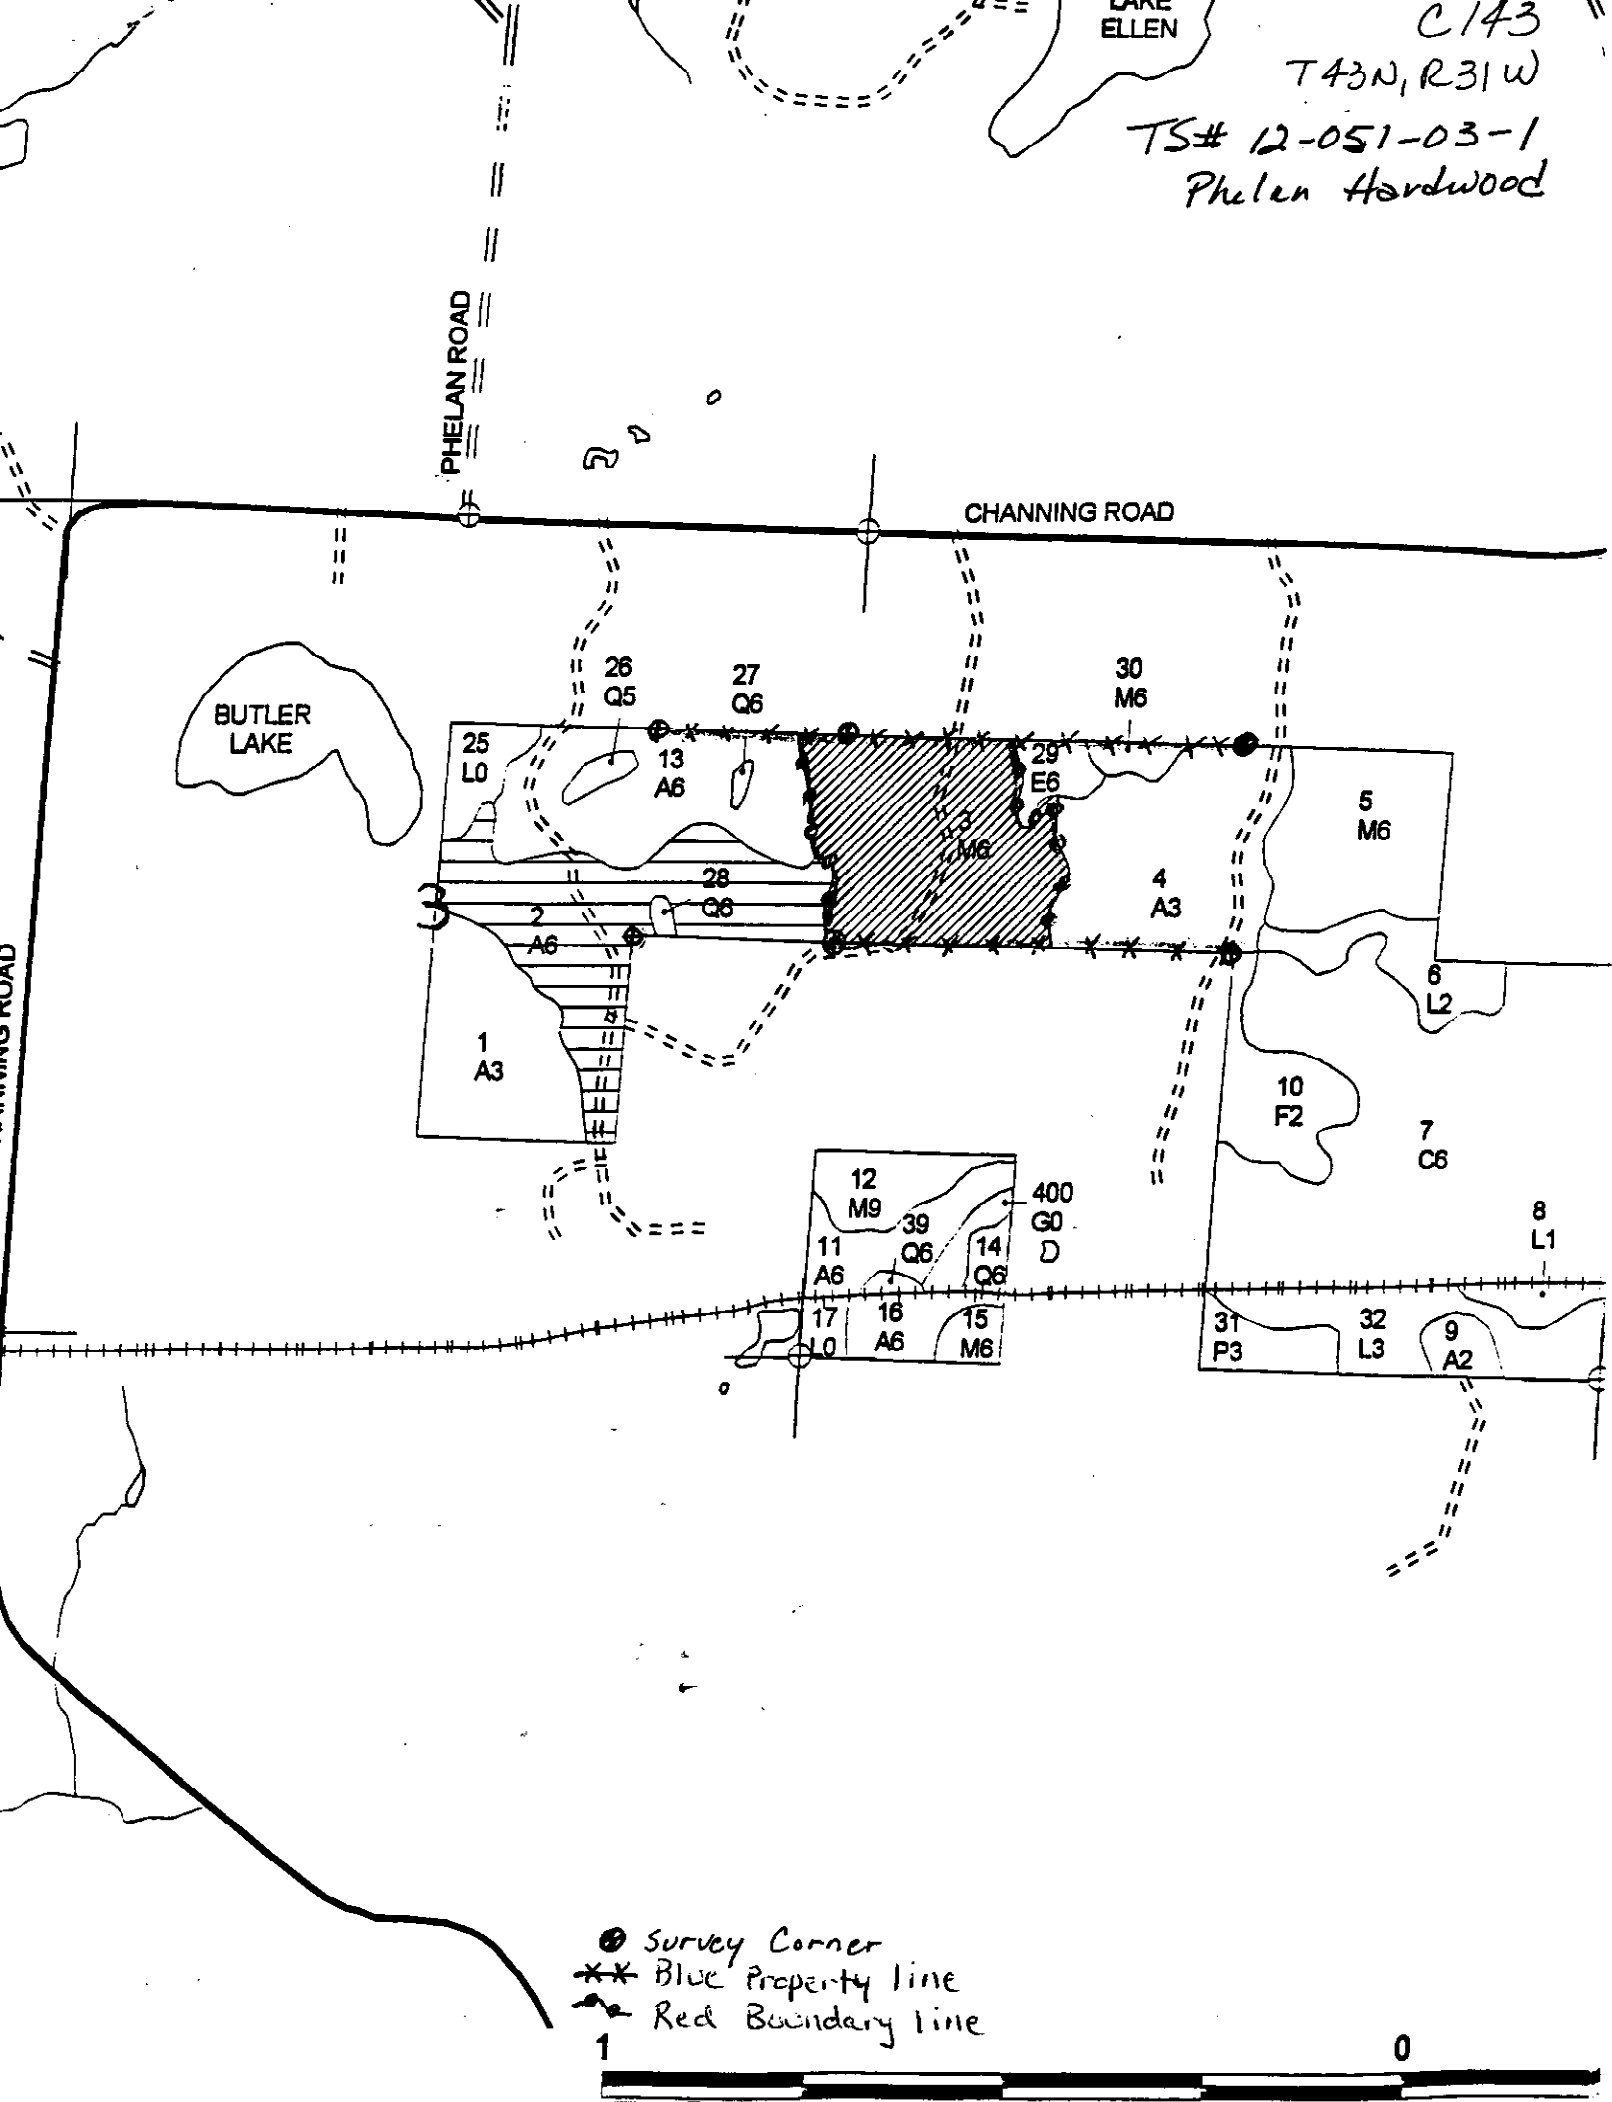 LAKE
ELLEN
C143
T43N, R31W
TS# 12-051-03-1
Phelan Hardwood
PHELAN ROAD
CHANNING ROAD
BUTLER
LAKE
26
Q5
27
Q6
30
M6
25
L0
13
A6
29
E6
5
M6
3
M6
28
Q6
4
A3
3
2
A6
6
L2
1
A3
10
F2
7
C6
12
M9
39
Q6
400
G0
D
11
A6
14
Q6
8
L1
17
L0
16
A6
15
M6
31
P3
32
L3
9
A2
NNING ROAD
Survey Corner
Blue Property line
Red Boundary line
1
0